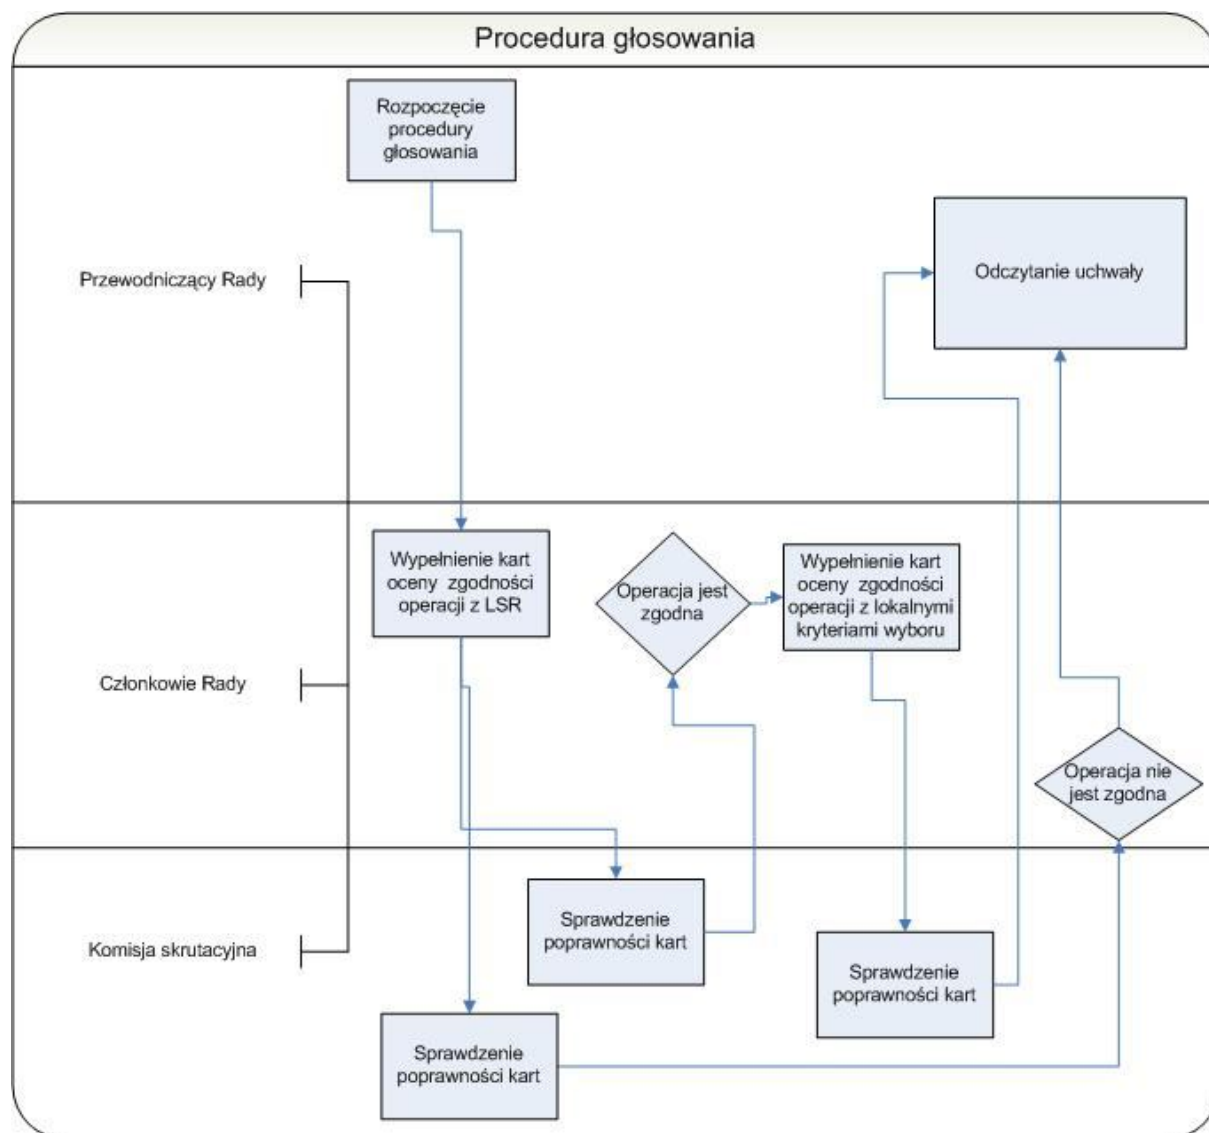 Procedura głosowania
Rozpoczęcie
procedury
głosowania
Przewodniczący Rady
Odczytanie uchwały
Wypełnienie kart
oceny zgodności
operacji z LSR
Operacja jest
zgodna
Wypełnienie kart
oceny zgodności
operacji z lokalnymi
kryteriami wyboru
Członkowie Rady
Operacja nie
jest zgodna
Komisja skrutacyjna
Sprawdzenie
poprawności kart
Sprawdzenie
poprawności kart
Sprawdzenie
poprawności kart